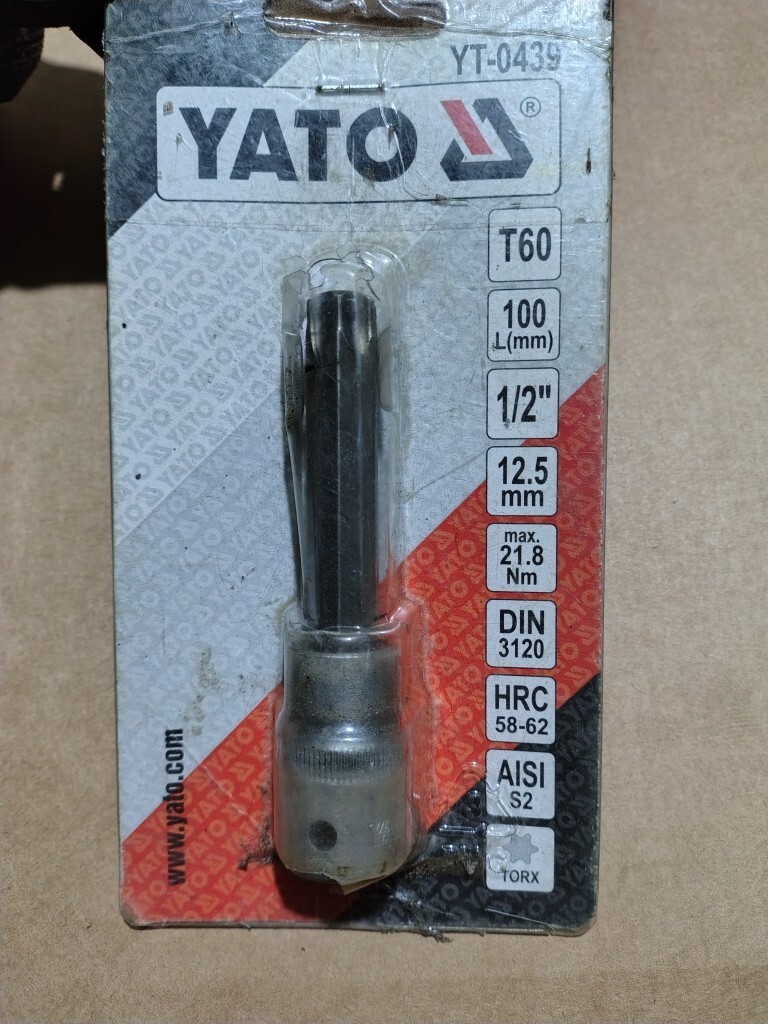 YT-0439
YATO ®
T60
100
L(mm)
1/2"
12.5
mm
max.
21.8
Nm
DIN
3120
HRC
58-62
AISI
S2
TORX
www.yato.com